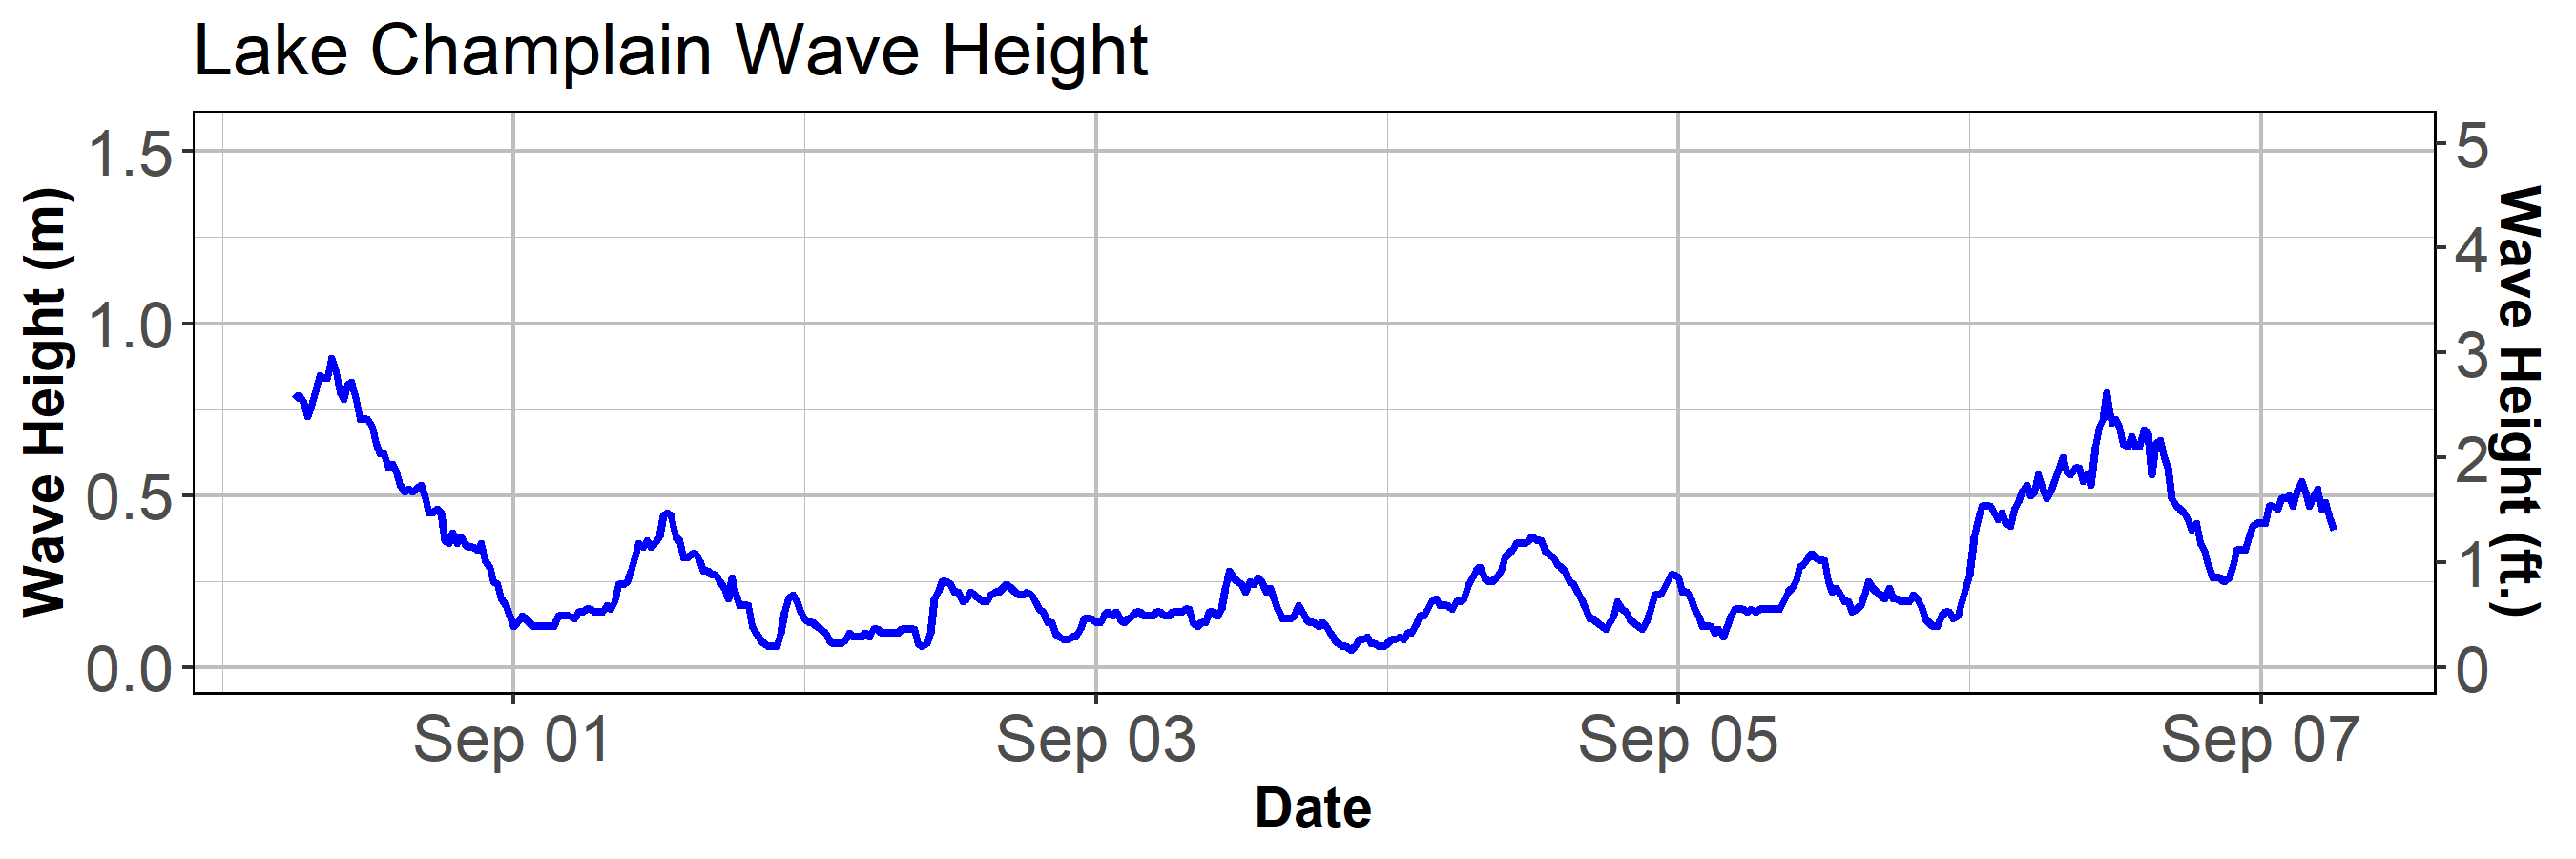 Lake Champlain Wave Height
Wave Height (m)
1.5
1.0
0.5
0.0
5
4
3
2
1
0
Wave Height (ft.)
Sep 01 Sep 03 Sep 05 Sep 07
Date